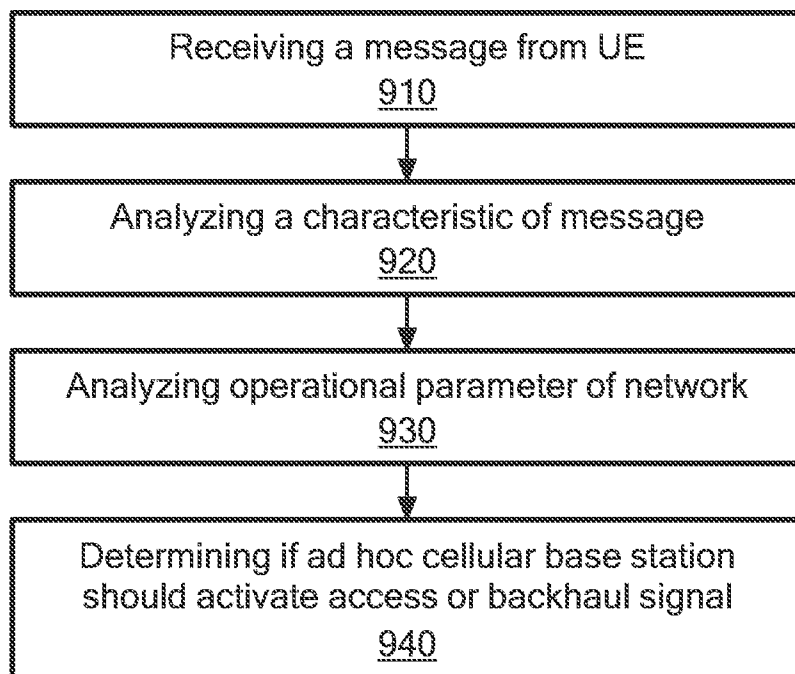 Receiving a message from UE
910
Analyzing a characteristic of message
920
Analyzing operational parameter of network
930
Determining if ad hoc cellular base station
should activate access or backhaul signal
940